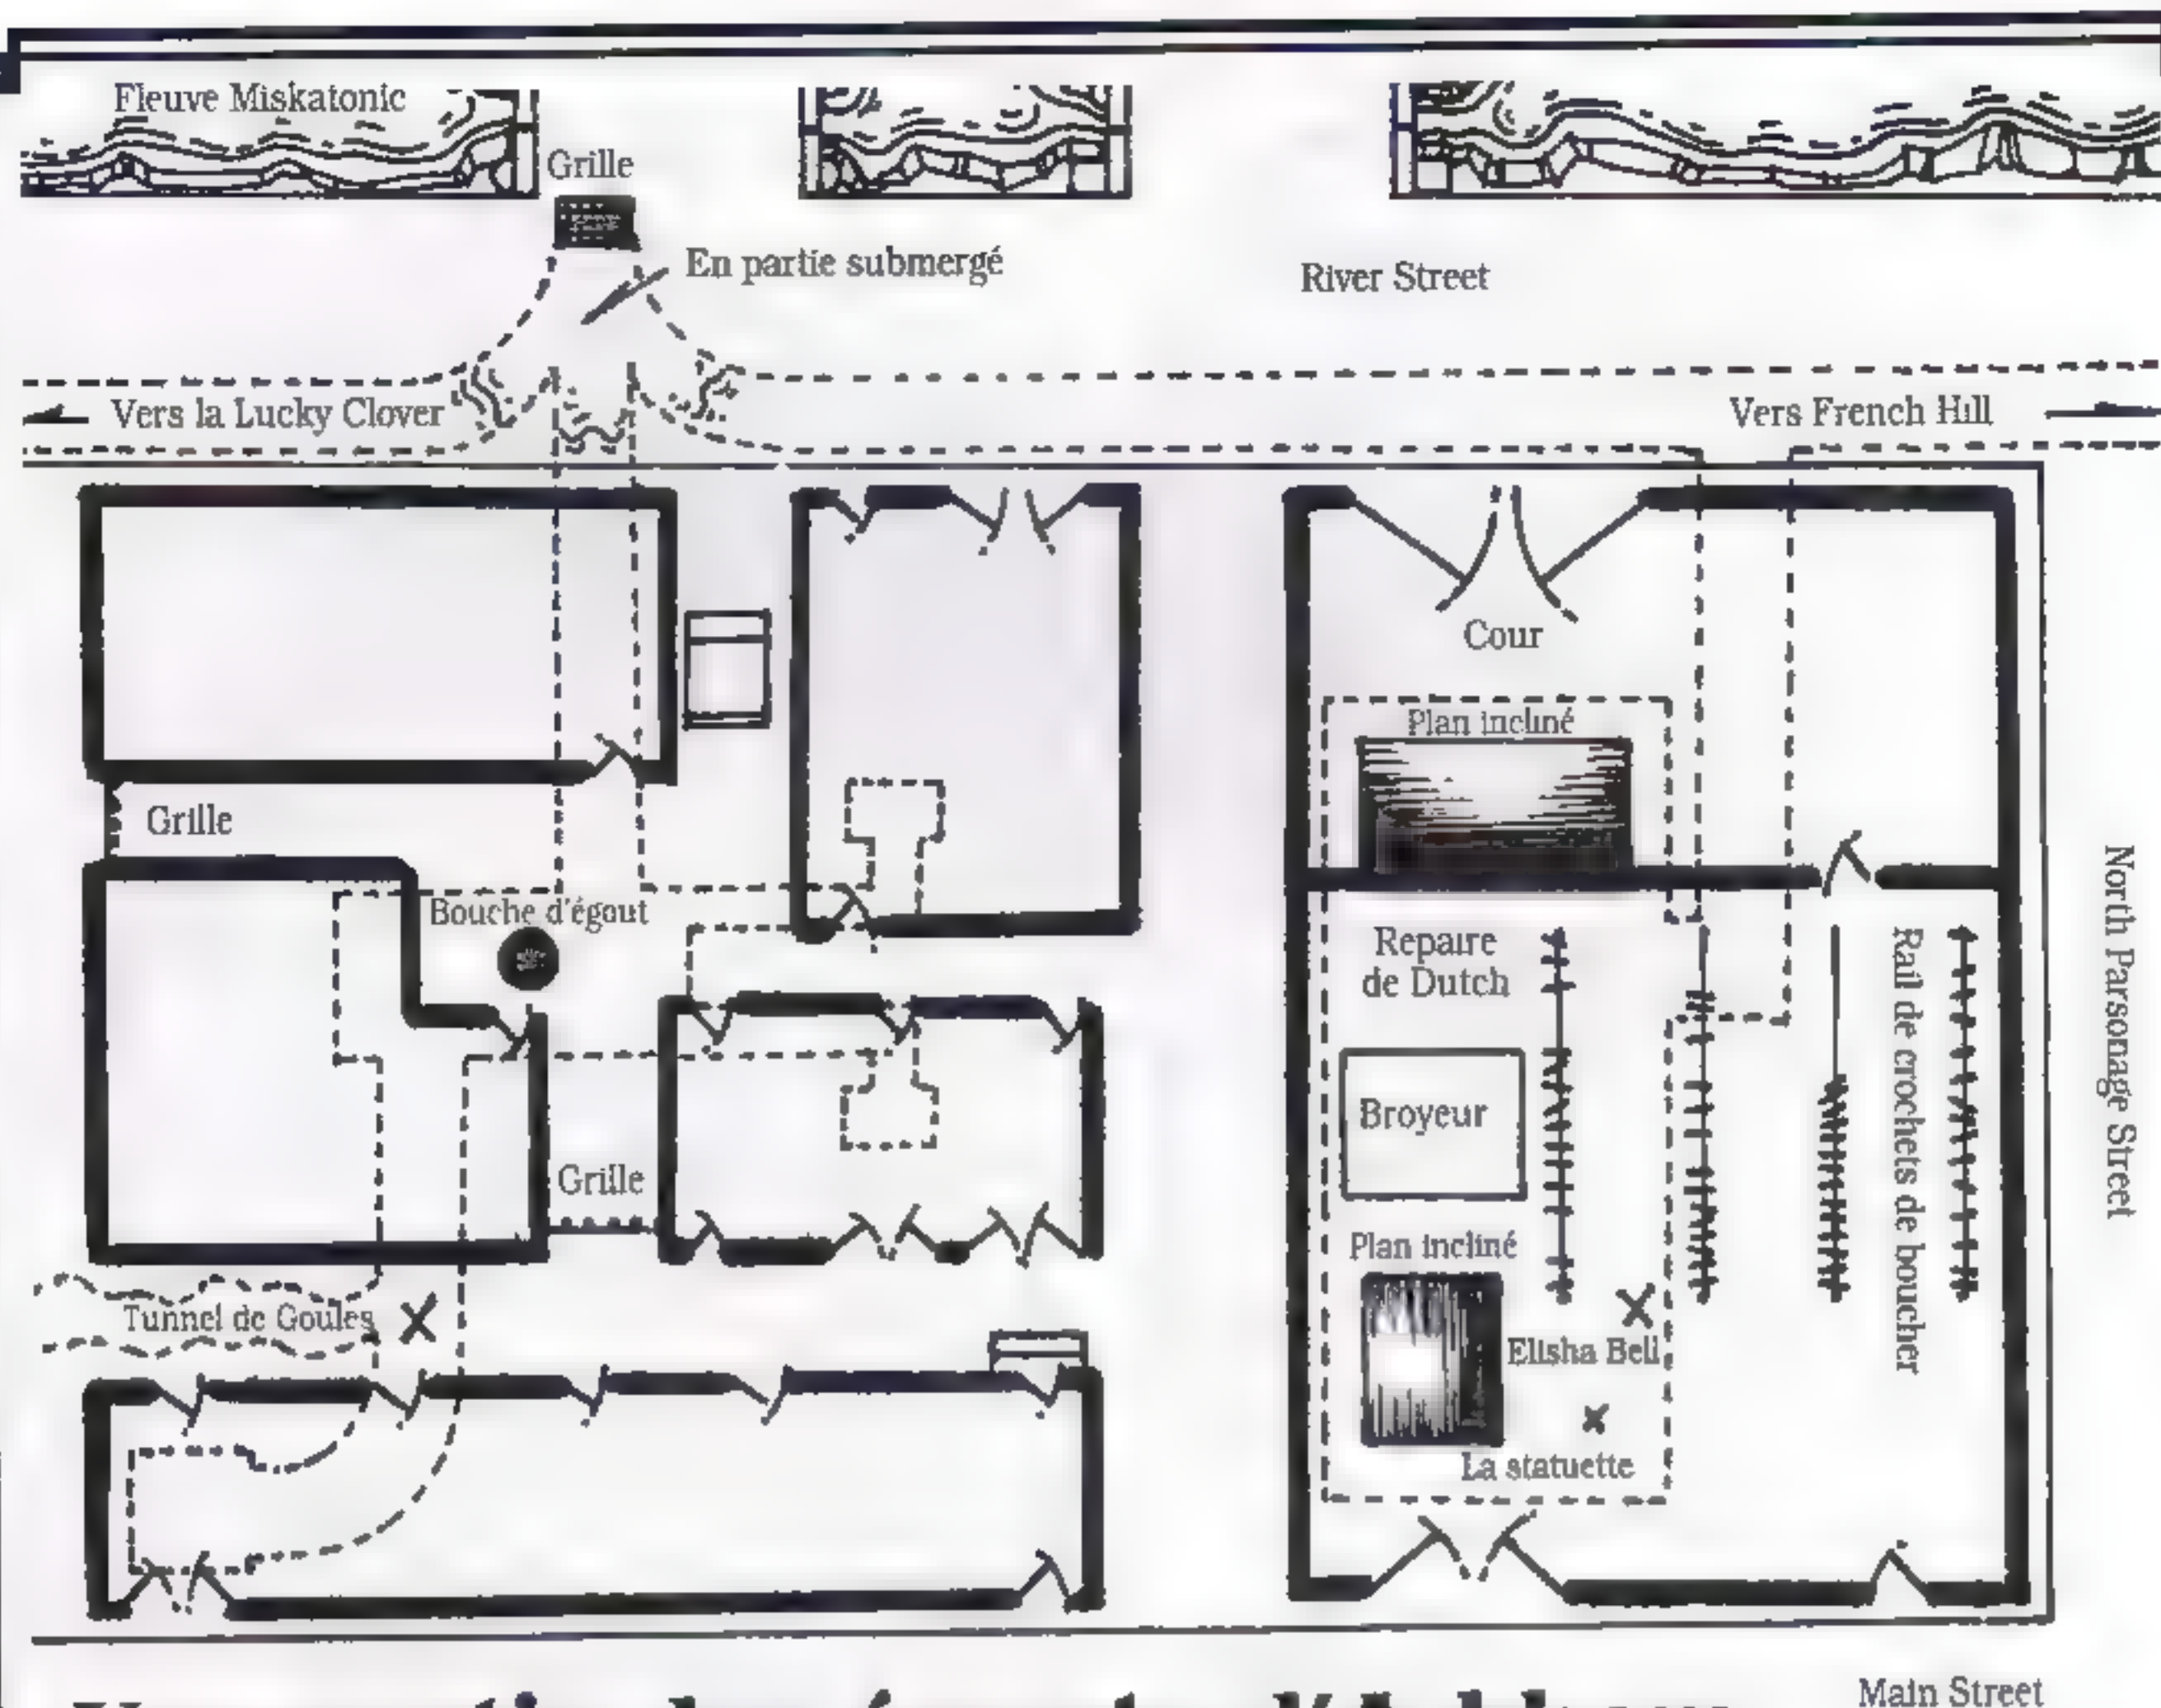 Fleuve Miskatonic
Grille
En partie submergé
River Street
Vers la Lucky Clover
Vers French Hill
Cour
Plan incliné
Grille
Bouche d'égout
Repaire
de Dutch
Rail de crochets de boucher
North Parsonage Street
Broyeur
Grille
Plan incliné
Tunnel de Goules
Elisha Bell
La statuette
Main Street